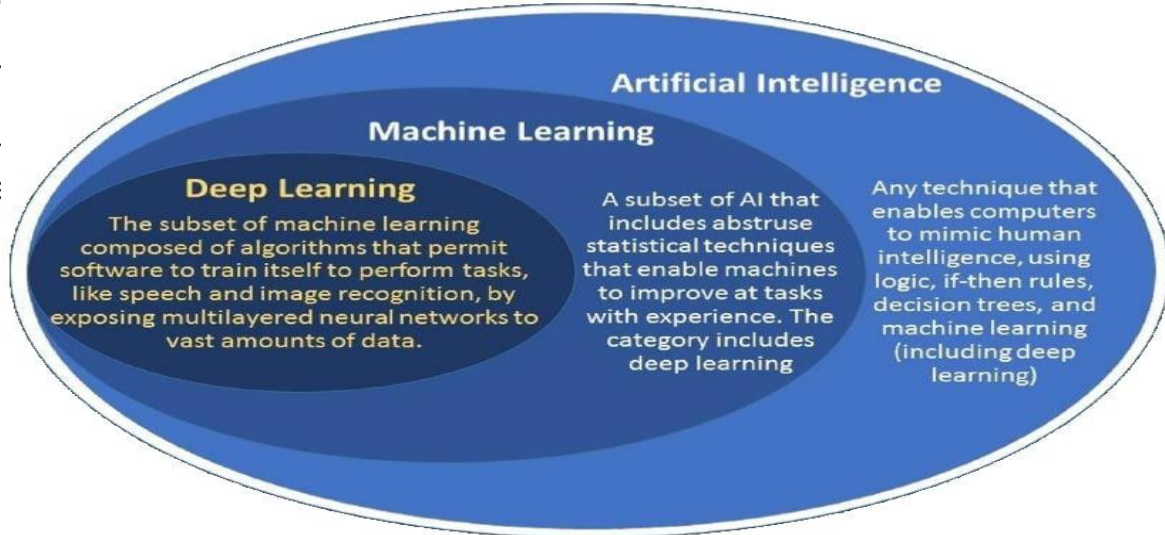 Artificial Intelligence
Machine Learning
Deep Learning
The subset of machine learning
composed of algorithms that permit
software to train itself to perform tasks,
like speech and image recognition, by
exposing multilayered neural networks to
vast amounts of data.
A subset of AI that
includes abstruse
statistical techniques
that enable machines
to improve at tasks
with experience. The
category includes
deep learning
Any technique that
enables computers
to mimic human
intelligence, using
logic, if-then rules,
decision trees, and
machine learning
(including deep
learning)